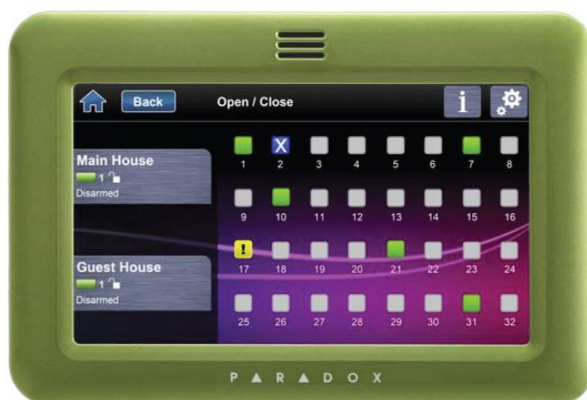 Back
Open / Close
i
Main House
1
Disarmed
Guest House
1
Disarmed
X
1 2 3 4 5 6 7 8
9 10 11 12 13 14 15 16
!
17 18 19 20 21 22 23 24
25 26 27 28 29 30 31 32
PARADOX